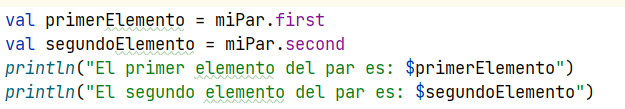 val primerElemento = miPar.first
val segundoElemento = miPar.second
println("El primer elemento del par es: $primerElemento")
println("El segundo elemento del par es: $segundoElemento")